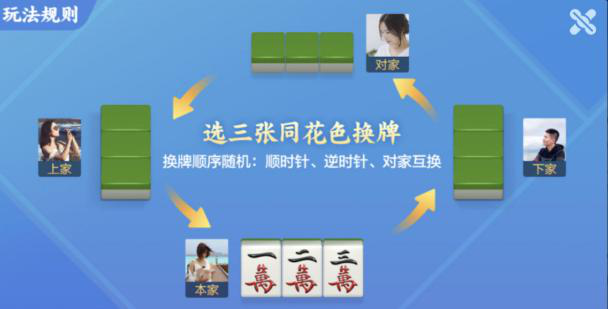 玩法规则
对家
选三张同花色换牌
换牌顺序随机：顺时针、逆时针、对家互换
上家
下家
本家
一萬
二萬
三萬